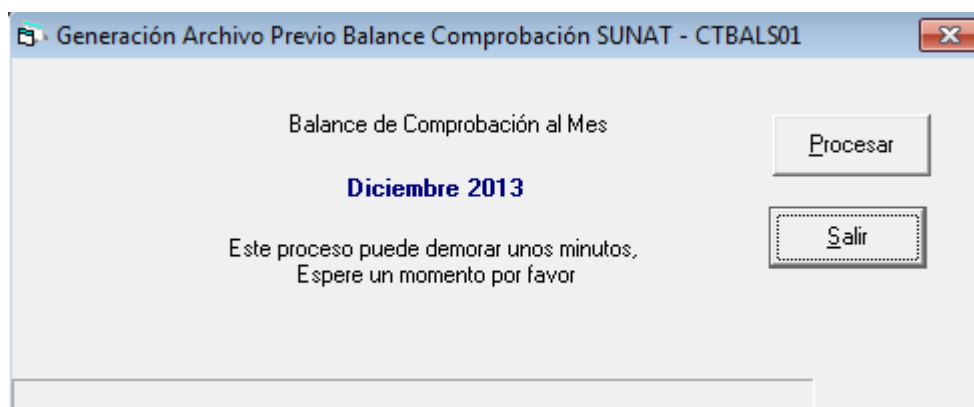 Generación Archivo Previo Balance Comprobación SUNAT - CTBALS01
Balance de Comprobación al Mes
Procesar
Diciembre 2013
Salir
Este proceso puede demorar unos minutos,
Espere un momento por favor